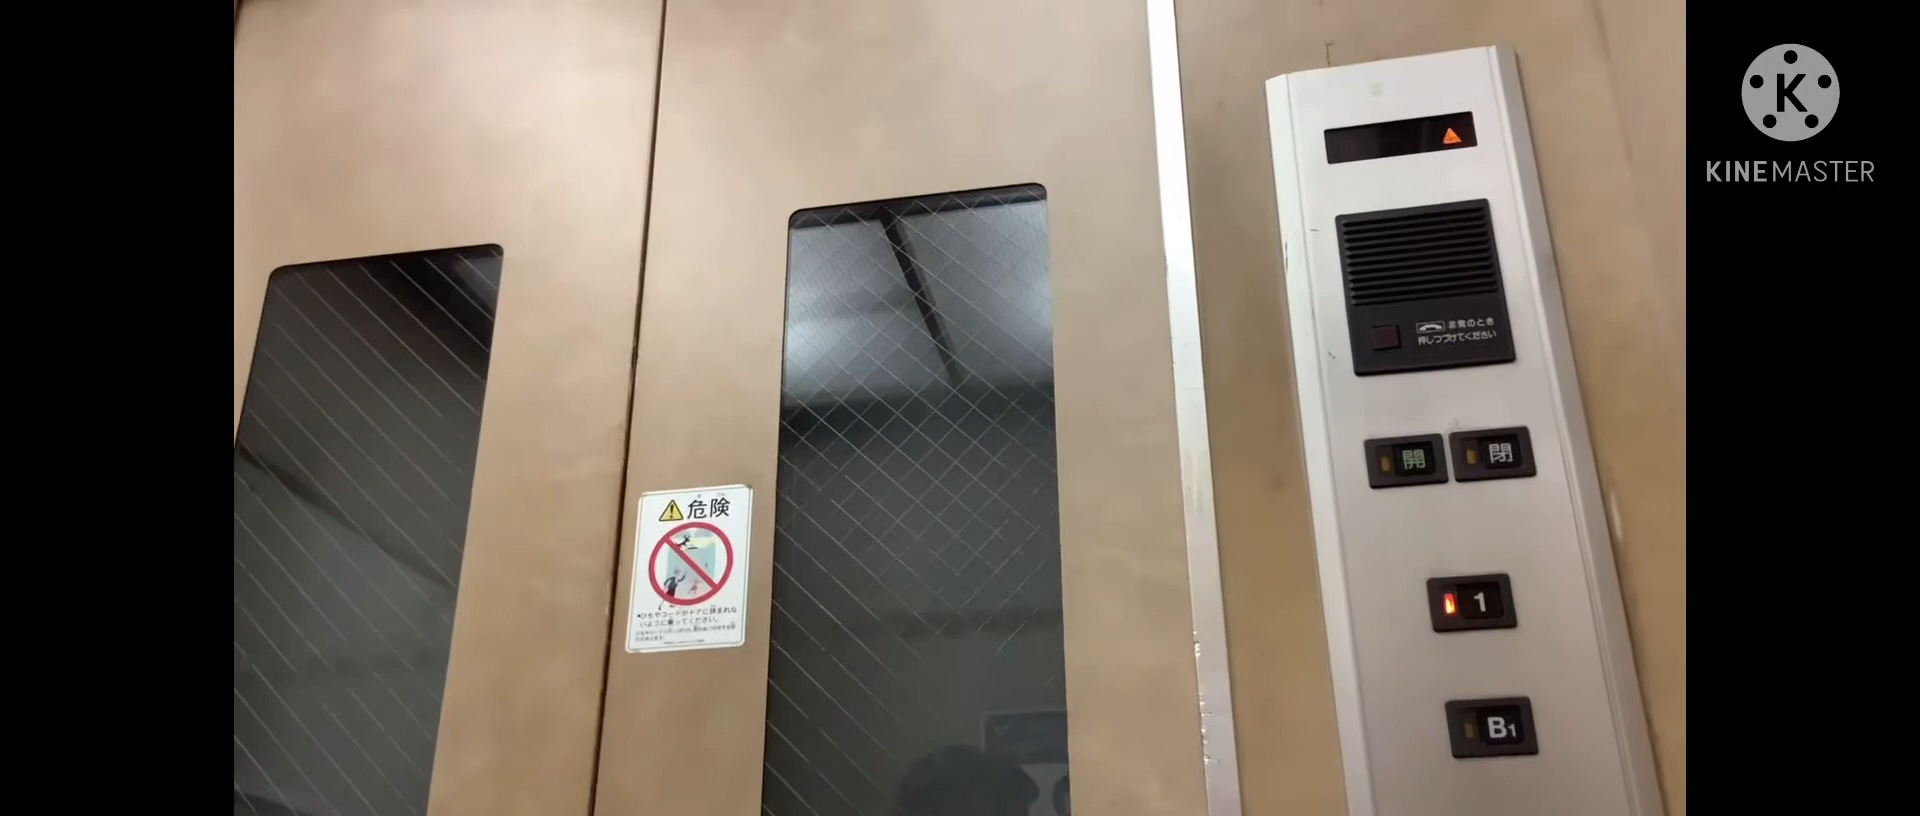 KINEMASTER
非常のとき
押しつづけてください
開
閉
危険
•ひもやコードがドアに挟まれな
いように乗ってください。
1
B1